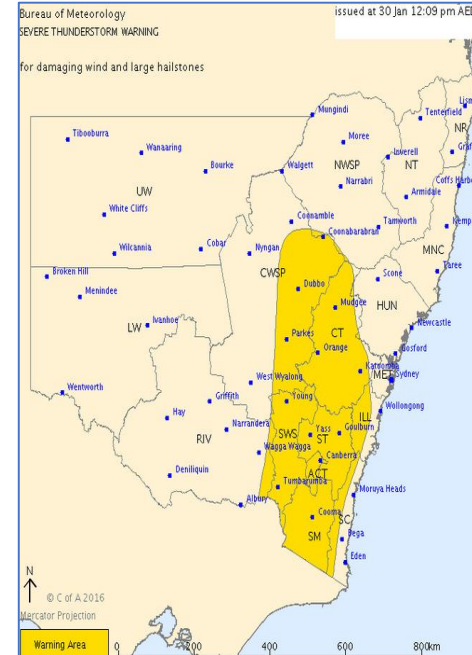 Bureau of Meteorology
issued at 30 Jan 12:09 pm AED
SEVERE THUNDERSTORM WARNING
for damaging wind and large hailstones
Lism
Mungindi
Tenterfield
NR
Tibooburra
Moree
Inverell
NT
Graf
Wanaaring
NWSP
Bourke
Walgett
Coffs Harbo
UW
Narrabri
Armidale
White Cliffs
Coonamble
Tamworth
Kemps
Coonabarabran
Cobar
Nyngan
MNC
Wilcannia
CWSP
Taree
Broken Hill
Scone
Menindee
Dubbo
HUN
Mudgee
LW
Ivanhoe
CT
Newcastle
Parkes
Orange
Gosford
Katoomba
MET
Sydney
West Wyalong
Wentworth
Griffith
Young
Wollongong
Hay
ILL
Narrandera
SWS
Yass
Goulburn
RIV
ST
Wagga Wagga
Canberra
Deniliquin
ACT
Tumbarumba
Moruya Heads
Albury
Cooma
SC
SM
Bega
Eden
N
© C of A 2016
Mercator Projection
Warning Area
0 200 400 600 800km